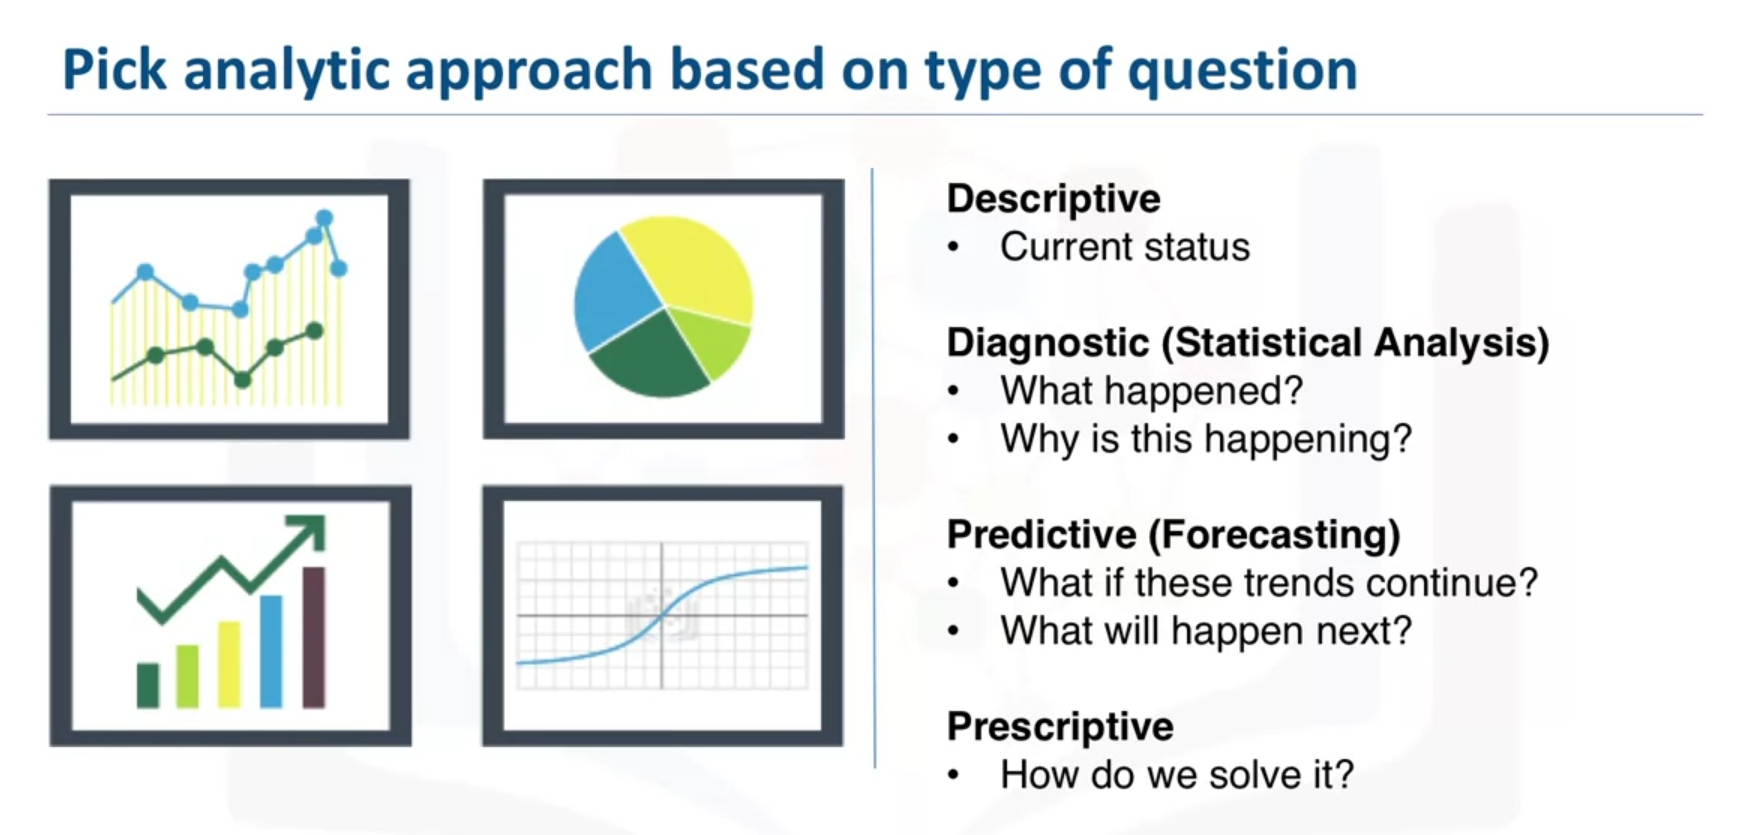 Pick analytic approach based on type of question
Descriptive
• Current status
Diagnostic (Statistical Analysis)
• What happened?
• Why is this happening?
Predictive (Forecasting)
• What if these trends continue?
• What will happen next?
Prescriptive
• How do we solve it?